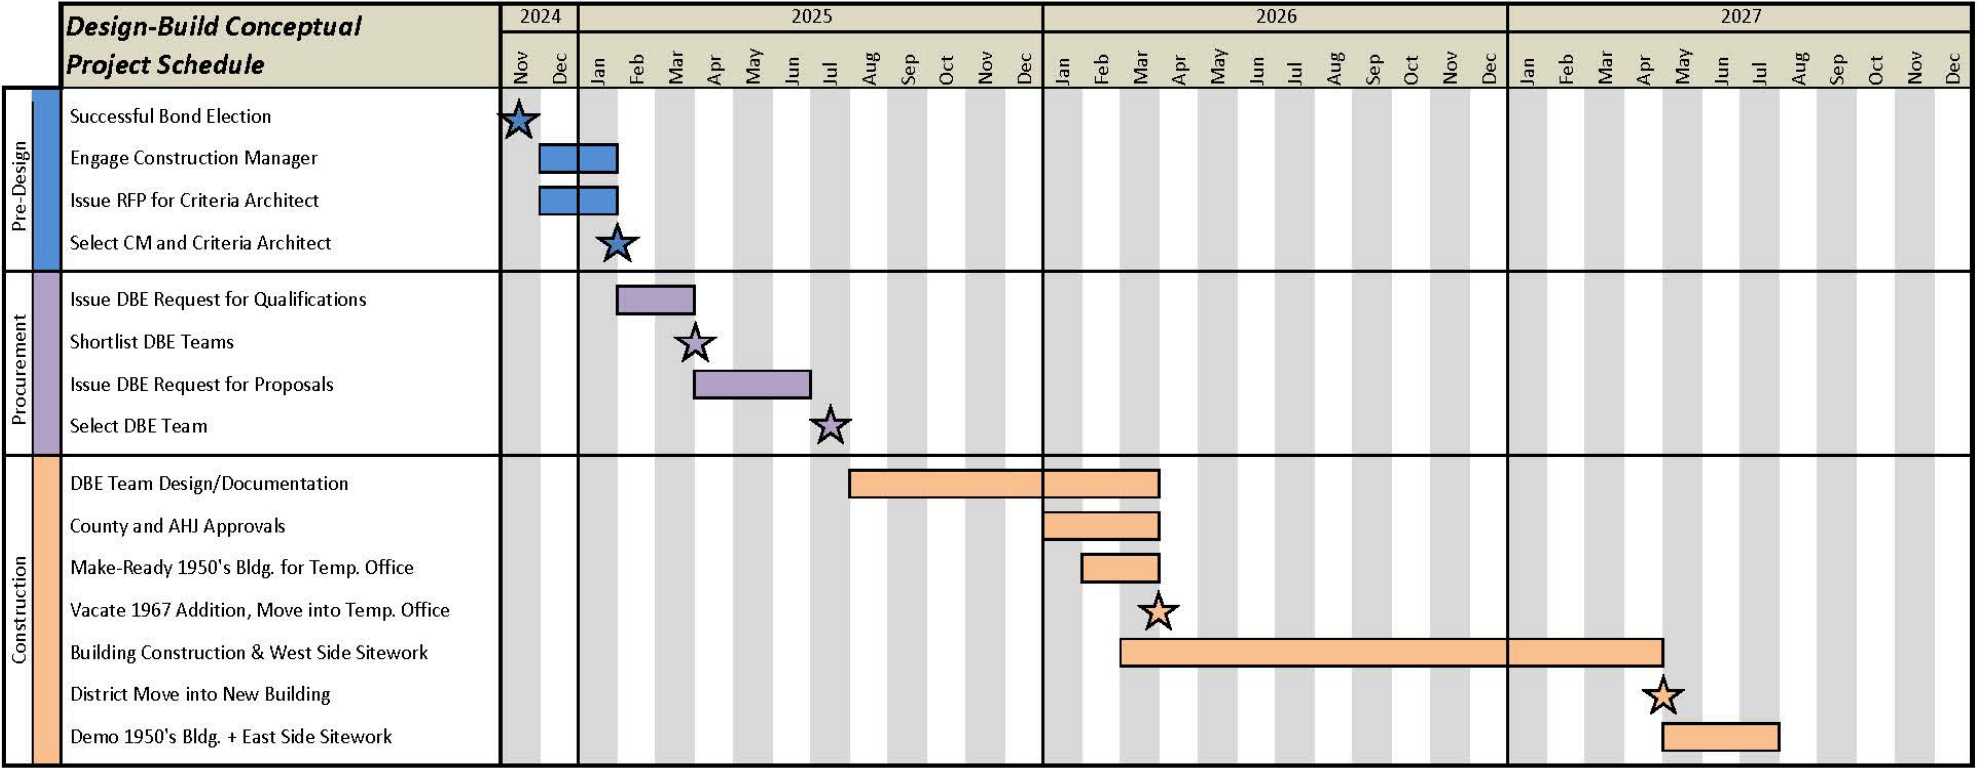 Design-Build Conceptual
Project Schedule
2024 2025 2026 2027
Nov Dec Jan Feb Mar Apr May Jun Jul Aug Sep Oct Nov Dec Jan Feb Mar Apr May Jun Jul Aug Sep Oct Nov Dec Jan Feb Mar Apr May Jun Jul Aug Sep Oct Nov Dec
Pre-Design
Successful Bond Election
Engage Construction Manager
Issue RFP for Criteria Architect
Select CM and Criteria Architect
Procurement
Issue DBE Request for Qualifications
Shortlist DBE Teams
Issue DBE Request for Proposals
Select DBE Team
Construction
DBE Team Design/Documentation
County and AHJ Approvals
Make-Ready 1950's Bldg. for Temp. Office
Vacate 1967 Addition, Move into Temp. Office
Building Construction & West Side Sitework
District Move into New Building
Demo 1950's Bldg. + East Side Sitework